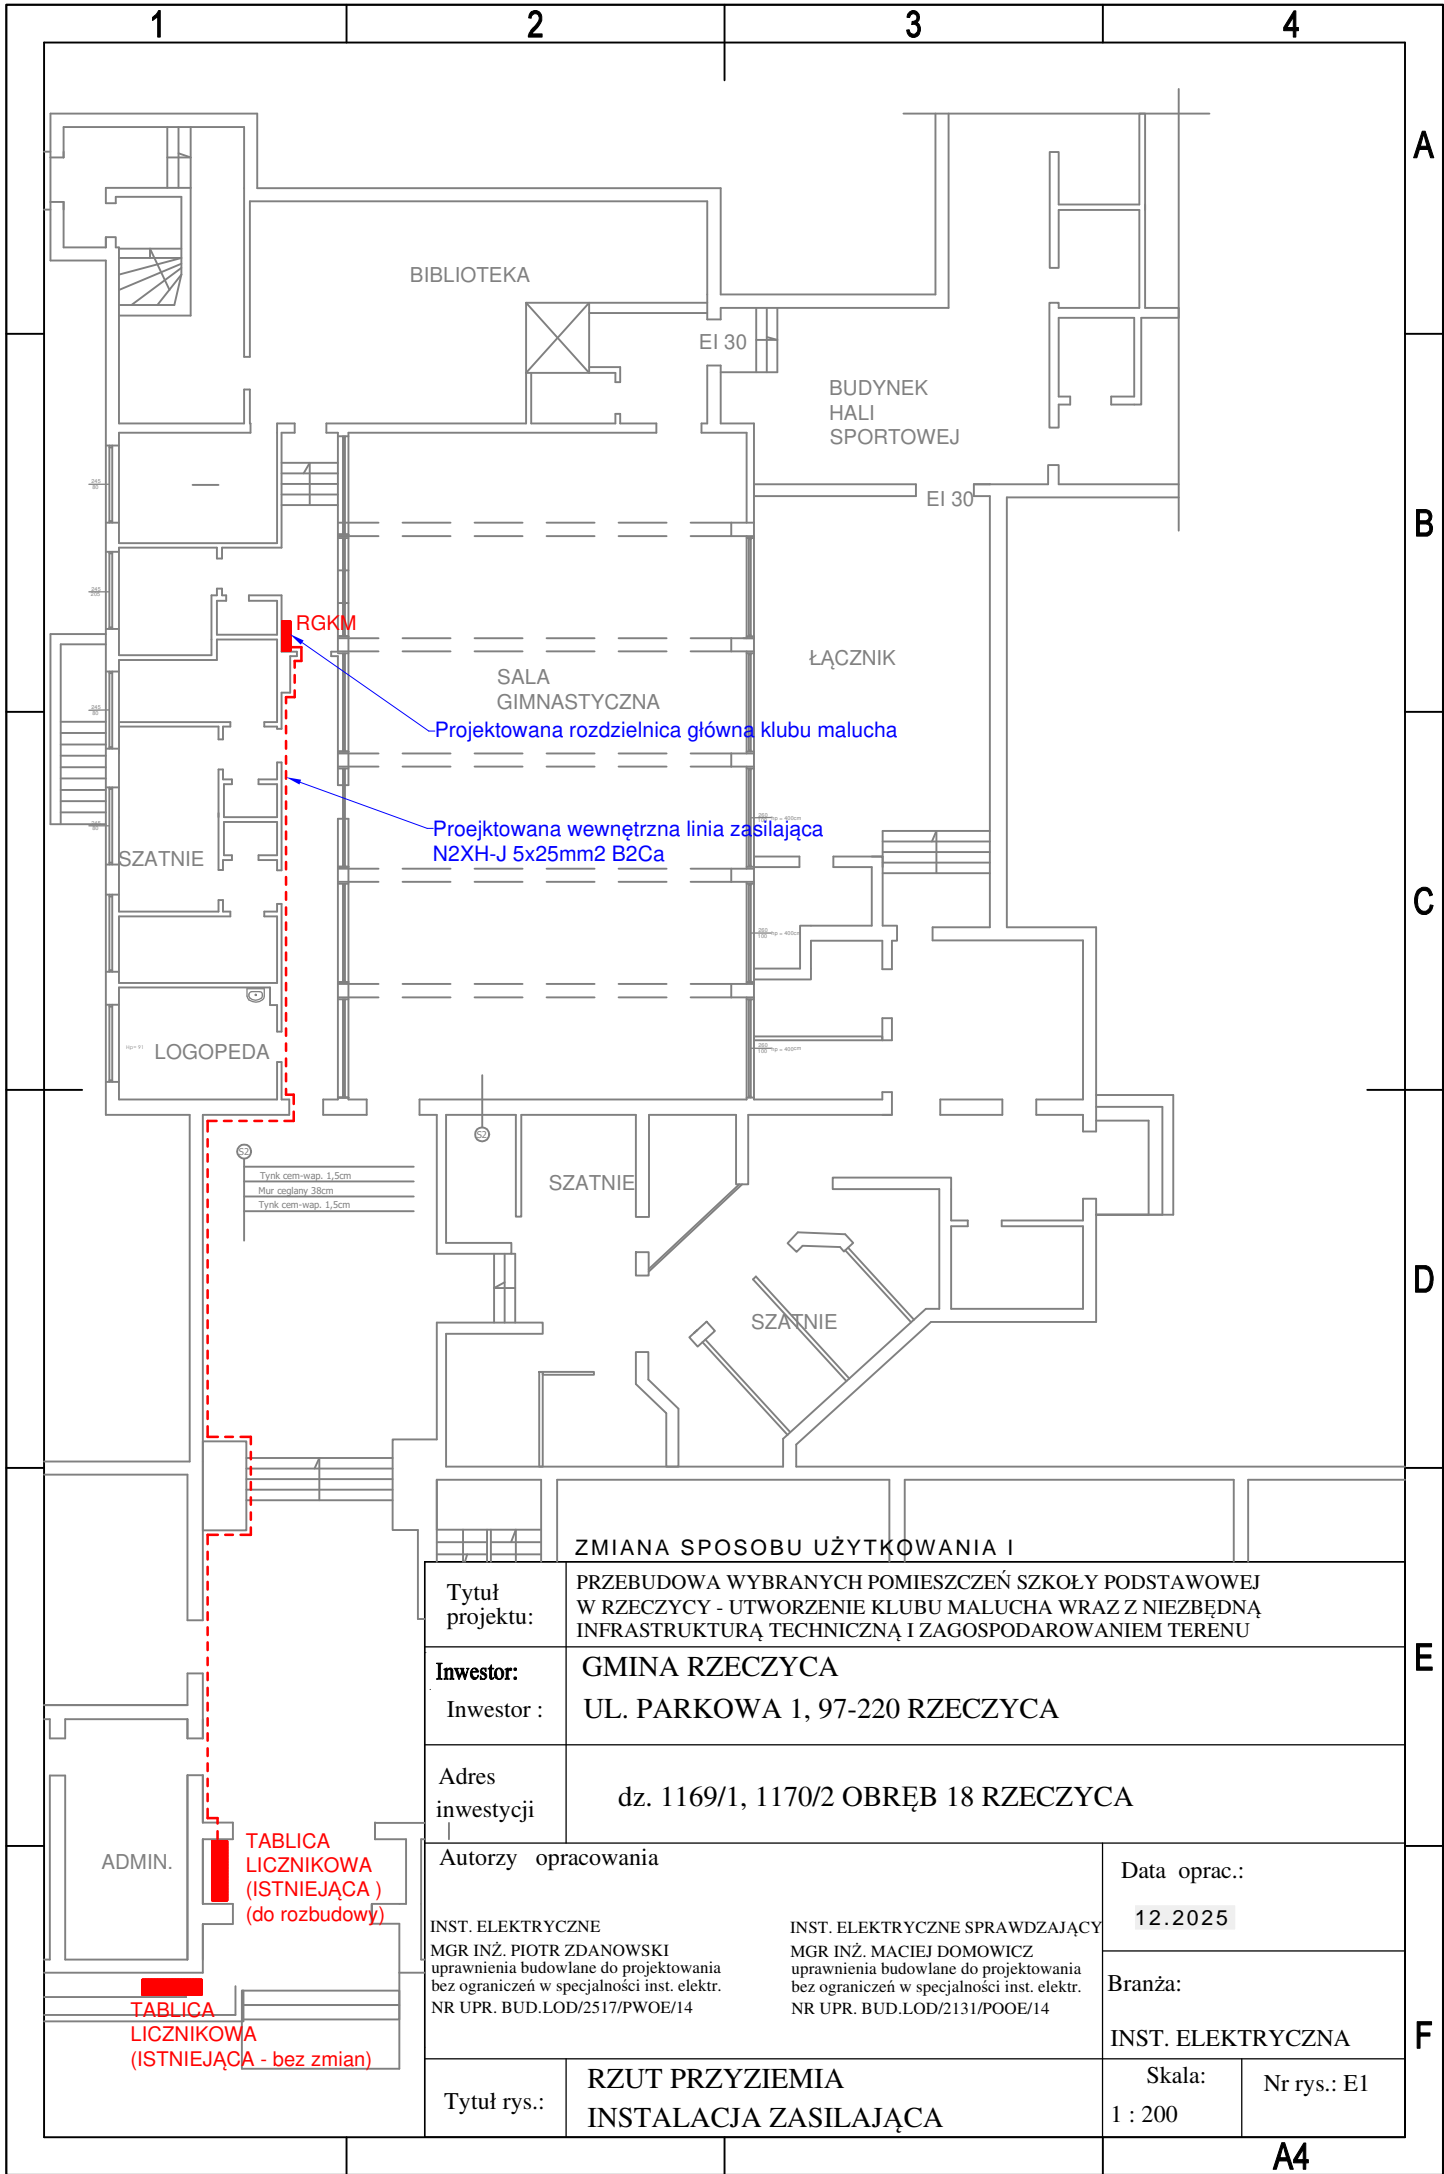 1
2
3
4
A
BIBLIOTEKA
EI 30
BUDYNEK
HALI
SPORTOWEJ
EI 30
B
RGKM
SALA
GIMNASTYCZNA
ŁĄCZNIK
Projektowana rozdzielnica główna klubu malucha
Proejktowana wewnętrzna linia zasilająca
N2XH-J 5x25mm2 B2Ca
SZATNIE
C
LOGOPEDA
S2
S2
Tynk cem-wap. 1,5cm
Mur ceglany 38cm
Tynk cem-wap. 1,5cm
SZATNIE
D
SZATNIE
ZMIANA SPOSOBU UŻYTKOWANIA I
Tytuł
projektu:
PRZEBUDOWA WYBRANYCH POMIESZCZEŃ SZKOŁY PODSTAWOWEJ
W RZECZYCY - UTWORZENIE KLUBU MALUCHA WRAZ Z NIEZBĘDNĄ
INFRASTRUKTURĄ TECHNICZNĄ I ZAGOSPODAROWANIEM TERENU
E
Inwestor:
Inwestor :
GMINA RZECZYCA
UL. PARKOWA 1, 97-220 RZECZYCA
Adres
inwestycji
dz. 1169/1, 1170/2 OBRĘB 18 RZECZYCA
ADMIN.
TABLICA
LICZNIKOWA
(ISTNIEJĄCA )
(do rozbudowy)
Autorzy opracowania
INST. ELEKTRYCZNE
MGR INŻ. PIOTR ZDANOWSKI
uprawnienia budowlane do projektowania
bez ograniczeń w specjalności inst. elektr.
NR UPR. BUD.LOD/2517/PWOE/14
INST. ELEKTRYCZNE SPRAWDZAJĄCY
MGR INŻ. MACIEJ DOMOWICZ
uprawnienia budowlane do projektowania
bez ograniczeń w specjalności inst. elektr.
NR UPR. BUD.LOD/2131/POOE/14
Data oprac.:
12.2025
Branża:
INST. ELEKTRYCZNA
F
TABLICA
LICZNIKOWA
(ISTNIEJĄCA - bez zmian)
Tytuł rys.:
RZUT PRZYZIEMIA
INSTALACJA ZASILAJĄCA
Skala:
1 : 200
Nr rys.: E1
A4